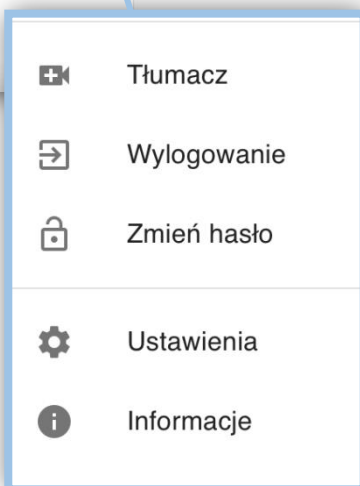 Tłumacz
Wylogowanie
Zmień hasło
Ustawienia
Informacje